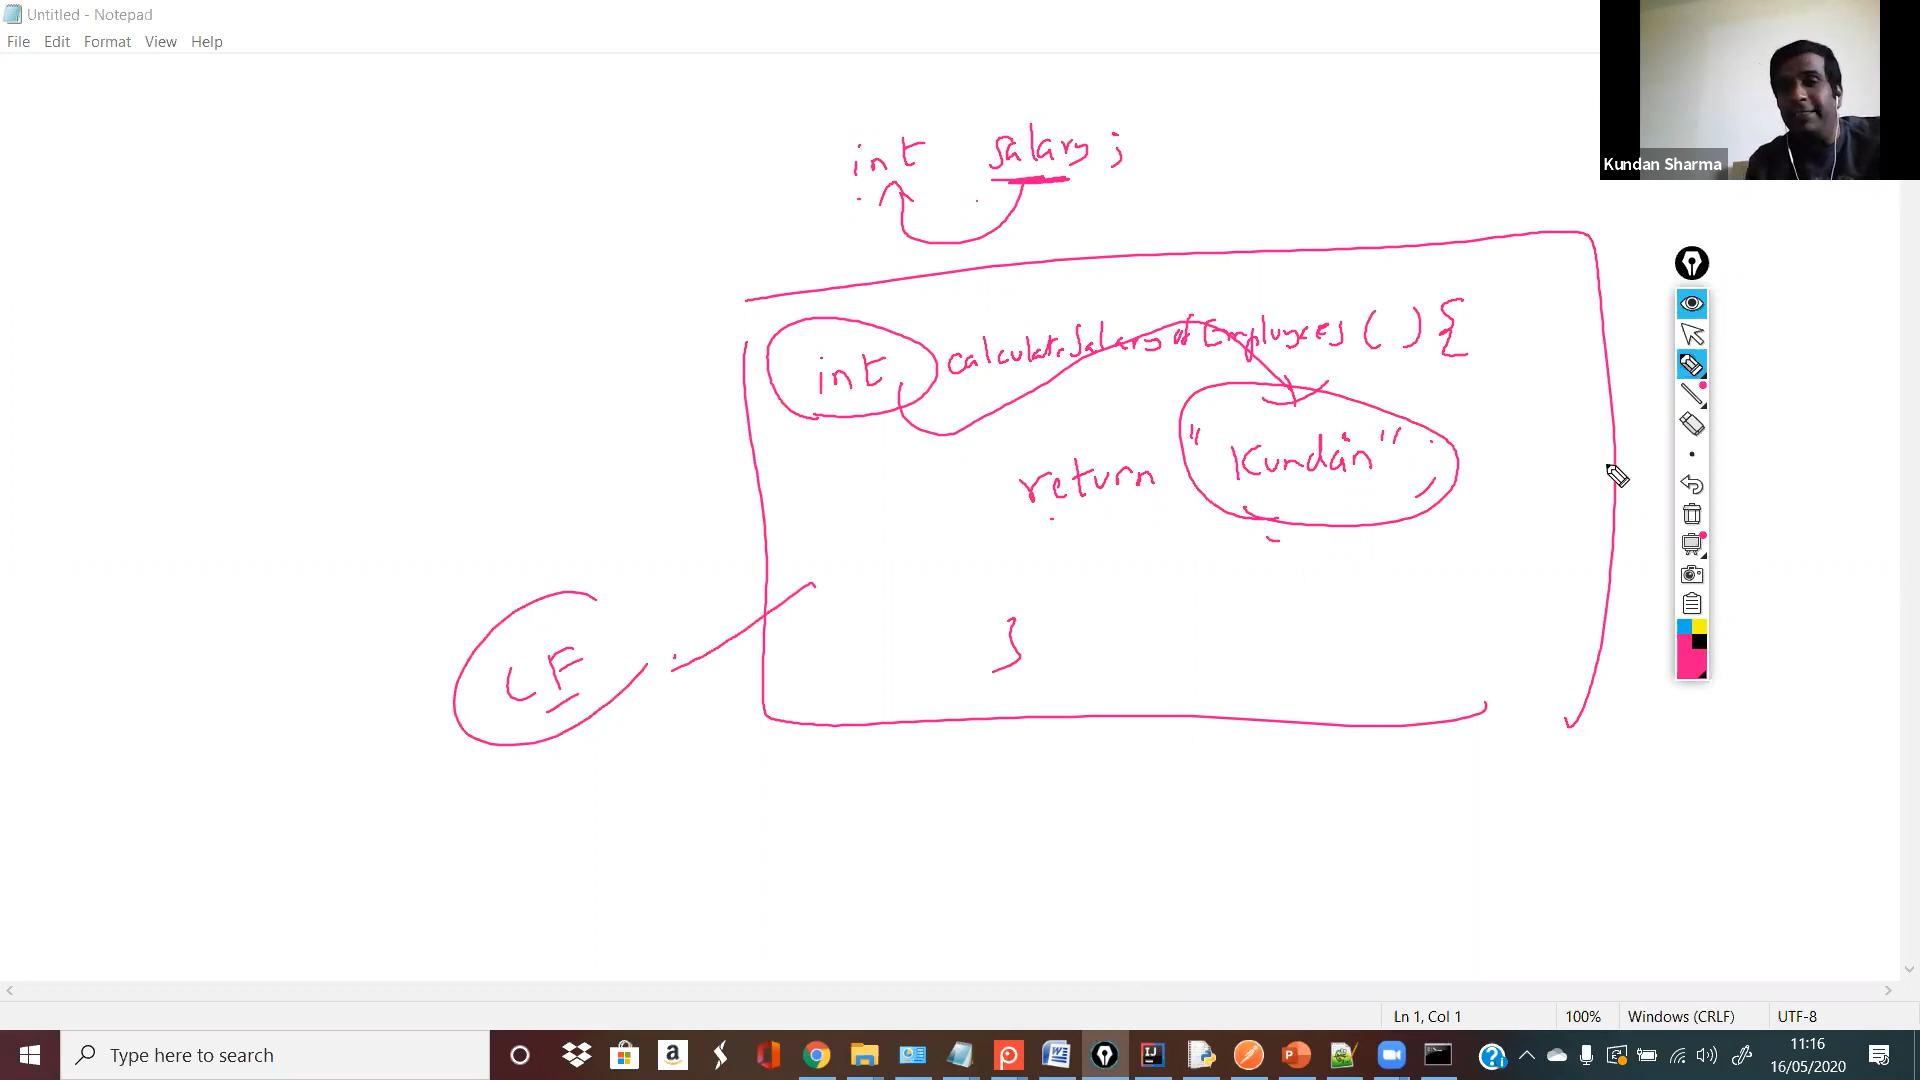 Untitled - Notepad
File Edit Format View Help
Kundan Sharma
int salary;
int calculateSalaryofEmployees ( ) {
return "Kundan"
}
CF
Ln 1, Col 1 100% Windows (CRLF) UTF-8
Type here to search
11:16
16/05/2020